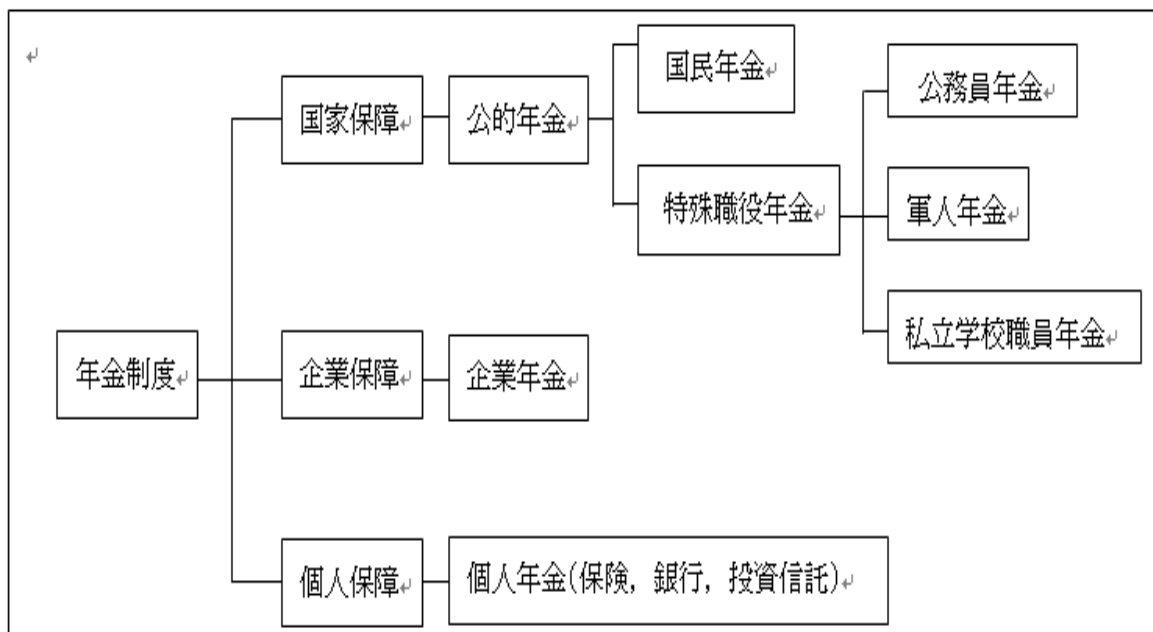 国民年金
公務員年金
国家保障
公的年金
特殊職役年金
軍人年金
私立学校職員年金
年金制度
企業保障
企業年金
個人保障
個人年金(保険, 銀行, 投資信託)